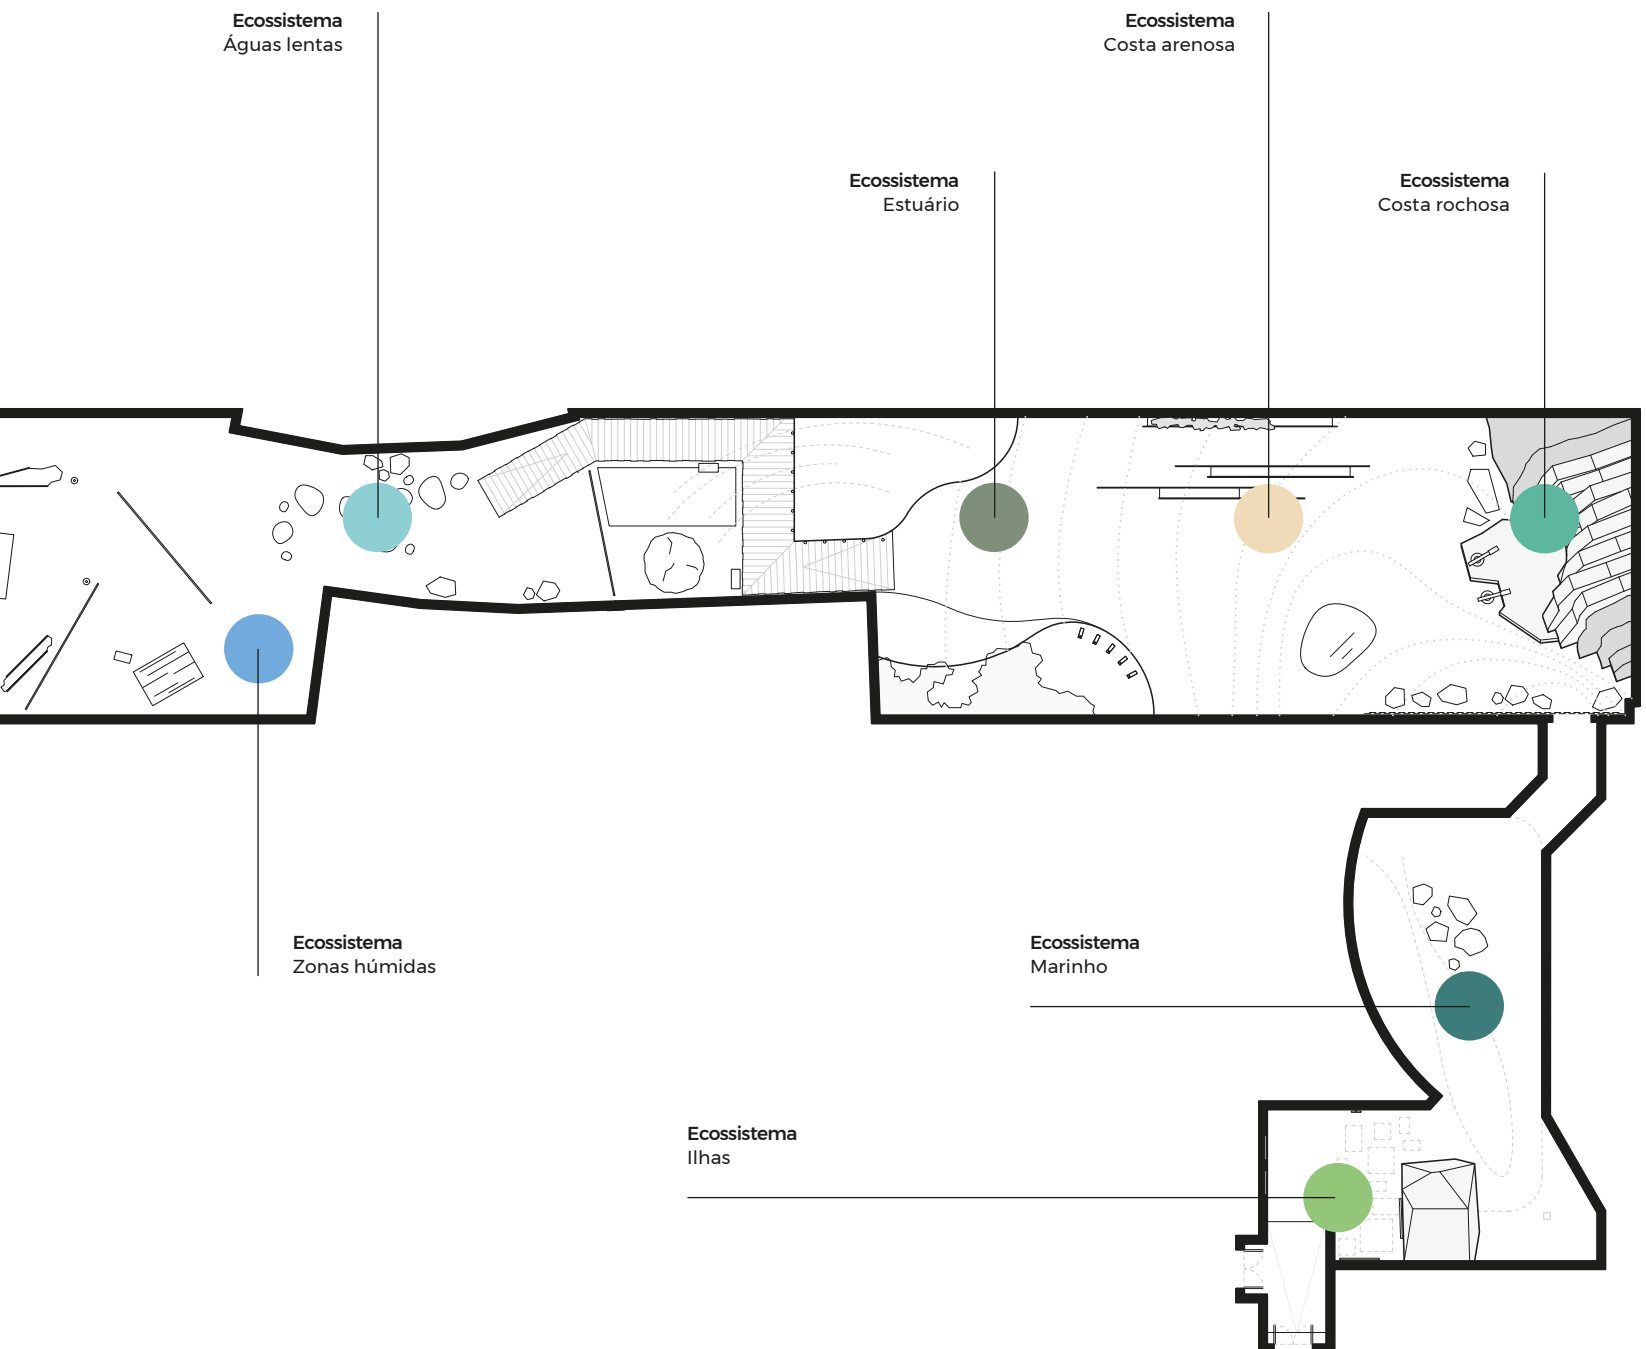 Ecossistema
Águas lentas
Ecossistema
Costa arenosa
Ecossistema
Estuário
Ecossistema
Costa rochosa
Ecossistema
Zonas húmidas
Ecossistema
Marinho
Ecossistema
Ilhas